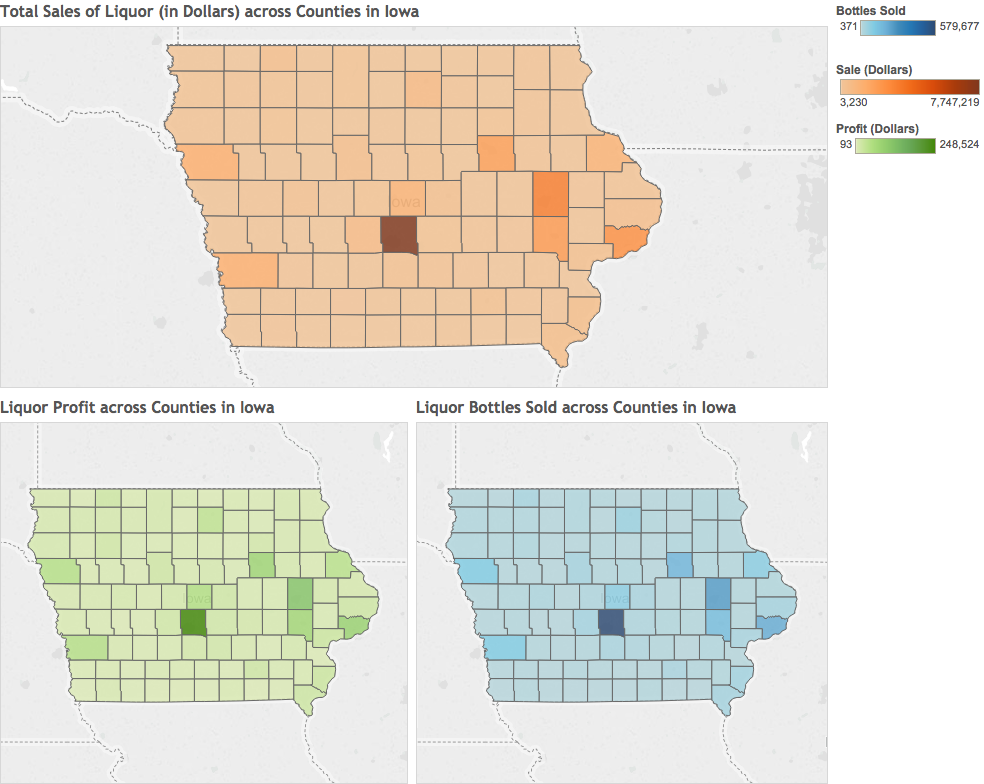 Total Sales of Liquor (in Dollars) across Counties in Iowa
Bottles Sold
371 579,677
Sale (Dollars)
3,230 7,747,219
Profit (Dollars)
93 248,524
Iowa
Liquor Profit across Counties in Iowa
Liquor Bottles Sold across Counties in Iowa
Iowa
Iowa